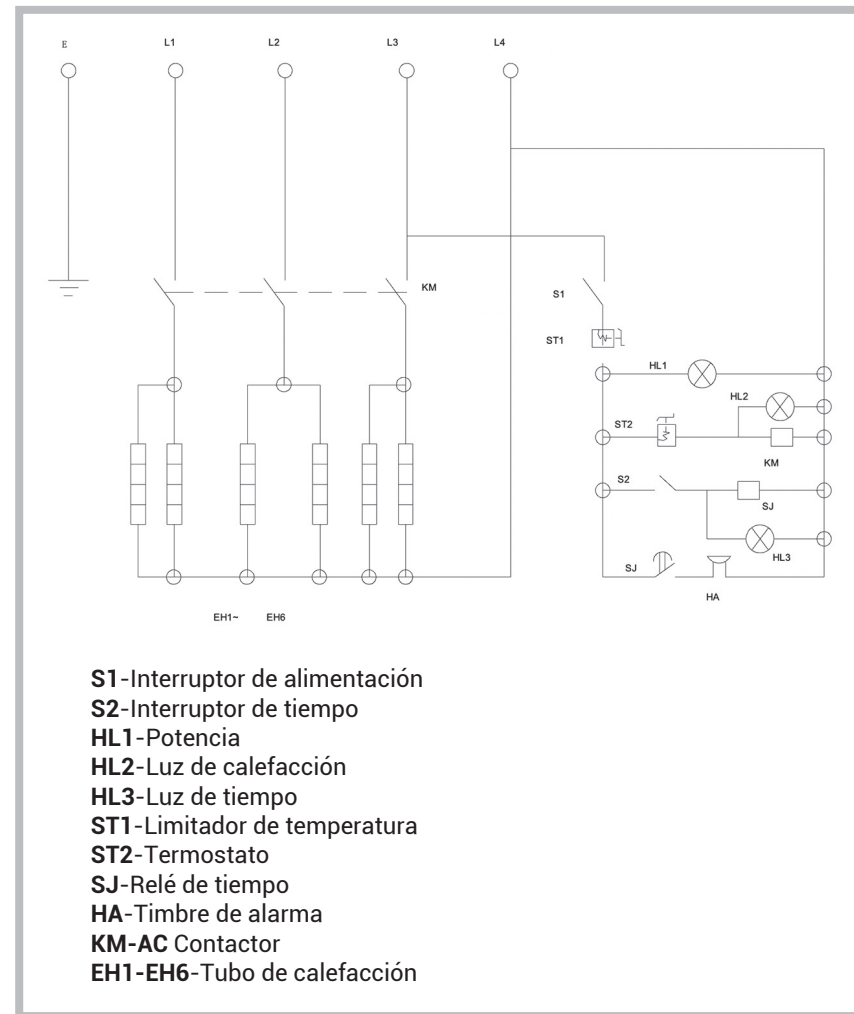 E L1 L2 L3 L4
KM
S1
ST1
HL1
HL2
ST2
KM
S2
SJ
HL3
SJ
HA
EH1~ EH6
S1-Interruptor de alimentación
S2-Interruptor de tiempo
HL1-Potencia
HL2-Luz de calefacción
HL3-Luz de tiempo
ST1-Limitador de temperatura
ST2-Termostato
SJ-Relé de tiempo
HA-Timbre de alarma
KM-AC Contactor
EH1-EH6-Tubo de calefacción